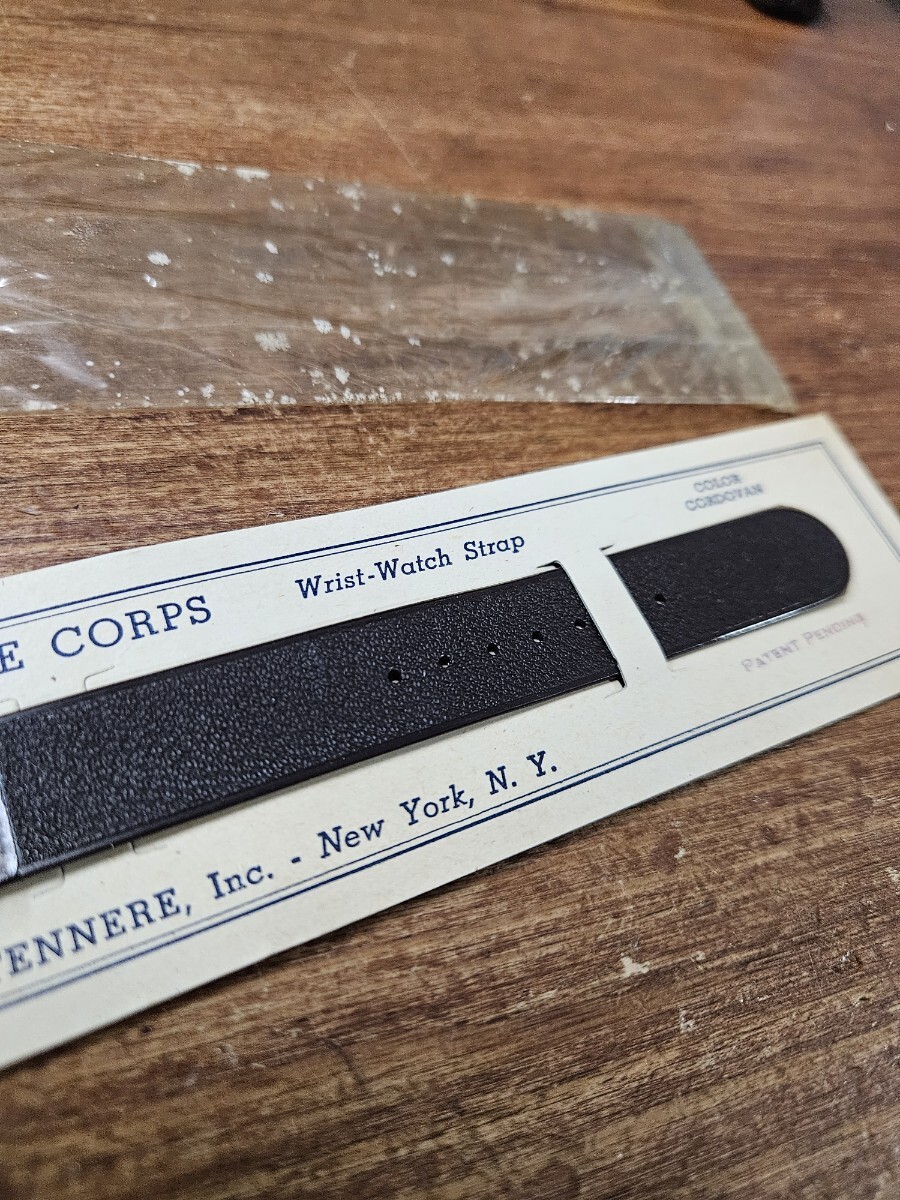 COLOR:
CORDOVAN
E CORPS
Wrist-Watch Strap
PATENT PENDING
ENNERE, Inc. - New York, N. Y.